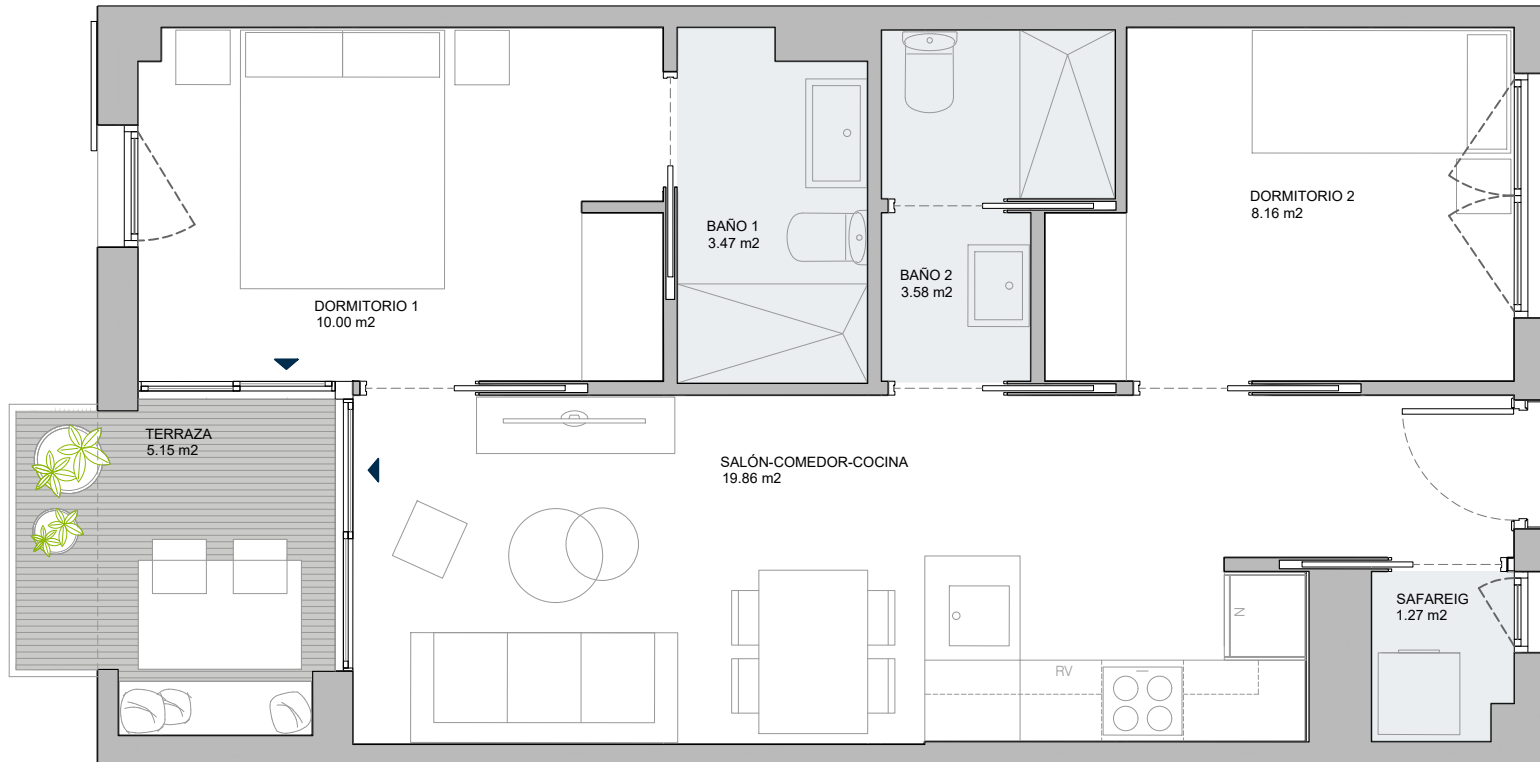 DORMITORIO 1
10.00 m2
BAÑO 1
3.47 m2
BAÑO 2
3.58 m2
DORMITORIO 2
8.16 m2
TERRAZA
5.15 m2
SALÓN-COMEDOR-COCINA
19.86 m2
SAFAREIG
1.27 m2
N
RV